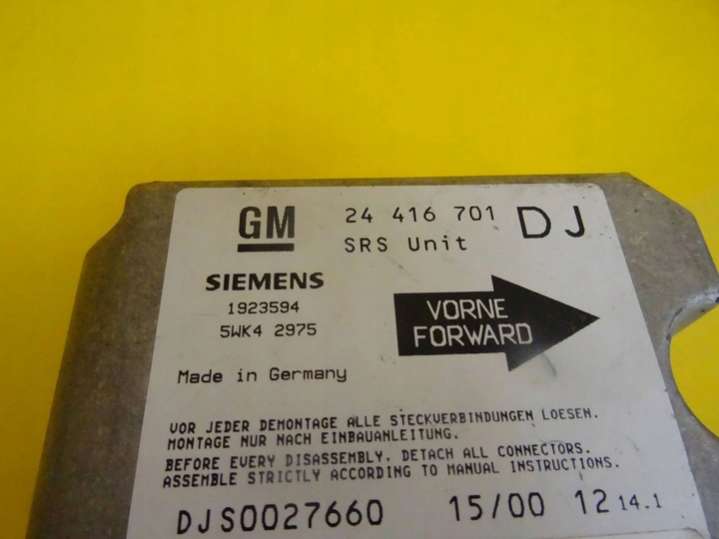 GM 24 416 701 DJ
SRS Unit
SIEMENS
1923594
5WK4 2975
VORNE
FORWARD
Made in Germany
VOR JEDER DEMONTAGE ALLE STECKVERBINDUNGEN LOESEN.
MONTAGE NUR NACH EINBAUANLEITUNG.
BEFORE EVERY DISASSEMBLY. DETACH ALL CONNECTORS.
ASSEMBLE STRICTLY ACCORDING TO MANUAL INSTRUCTIONS.
DJS0027660 15/00 12 14.1